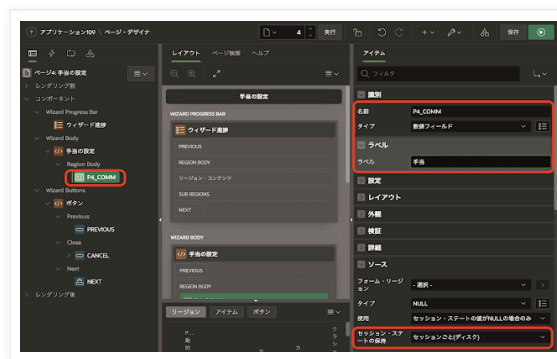 アプリケーション109 \ ページ・デザイナ
4
実行
保存
ページ4: 手当の設定
レンダリング前
コンポーネント
Wizard Progress Bar
ウィザード進捗
Wizard Body
手当の設定
Region Body
P4_COMM
Wizard Buttons
ボタン
Previous
PREVIOUS
Close
CANCEL
Next
NEXT
レンダリング後
レイアウト
ページ検索
ヘルプ
手当の設定
WIZARD PROGRESS BAR
ウィザード進捗
PREVIOUS
REGION BODY
リージョン・コンテンツ
SUB REGIONS
NEXT
WIZARD BODY
手当の設定
PREVIOUS
REGION BODY
リージョン
アイテム
ボタン
アイテム
フィルタ
識別
名前
P4_COMM
タイプ
数値フィールド
ラベル
ラベル
手当
設定
レイアウト
外観
検証
詳細
ソース
フォーム・リージョン
- 選択 -
タイプ
NULL
使用
セッション・ステートの値がNULLの場合のみ
セッション・ステートの保持
セッションごと(ディスク)